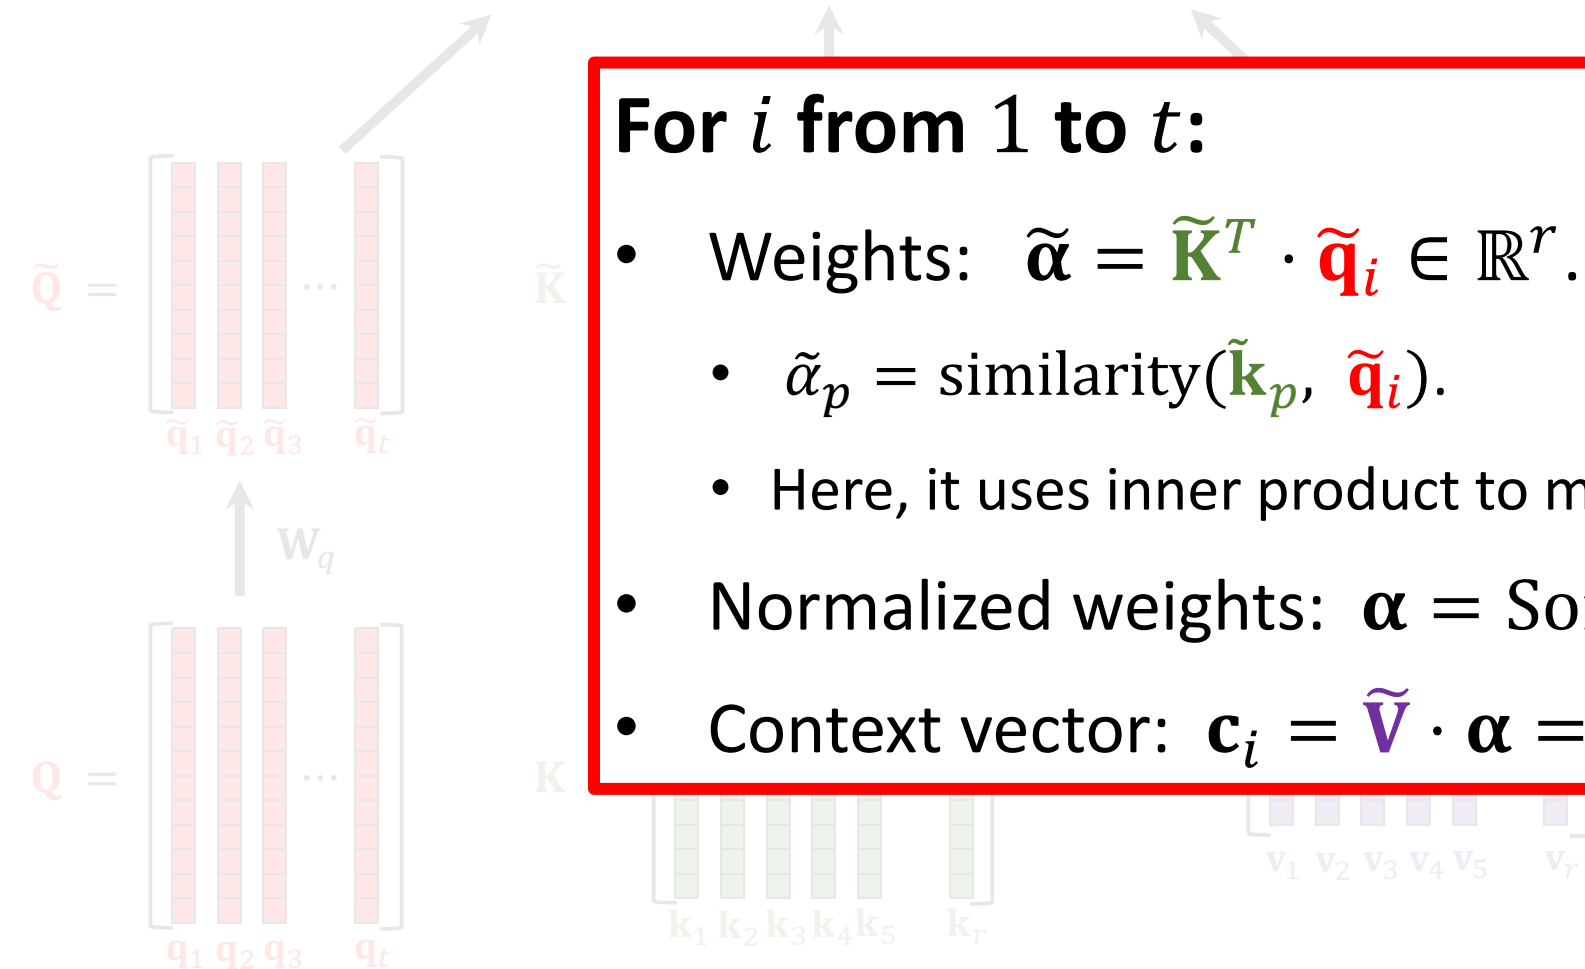 For 𝑖 from 1 to 𝑡:
• Weights: α̃ = K̃ᵀ · q̃ᵢ ∈ ℝʳ.
• α̃ₚ = similarity(k̃ₚ, q̃ᵢ).
• Here, it uses inner product to m
• Normalized weights: α = So
• Context vector: cᵢ = Ṽ · α =
Q̃ = ⋯ K̃
q̃₁ q̃₂ q̃₃ q̃ₜ
W_q
Q = ⋯ K
v₁ v₂ v₃ v₄ v₅ vᵣ
k₁ k₂ k₃ k₄ k₅ kᵣ
q₁ q₂ q₃ qₜ